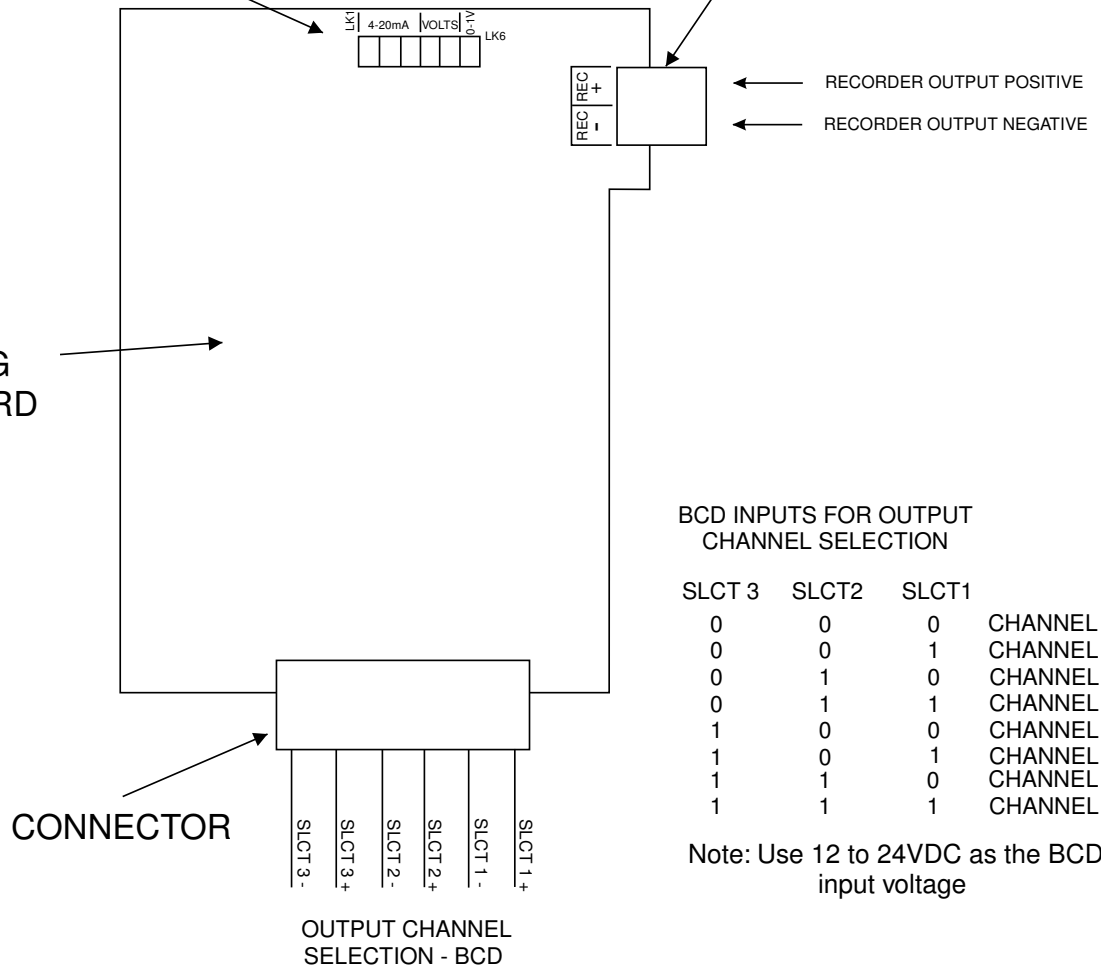 LK1 4-20mA VOLTS 0-1V
LK6
REC +
REC -
RECORDER OUTPUT POSITIVE
RECORDER OUTPUT NEGATIVE
G
RD
BCD INPUTS FOR OUTPUT
CHANNEL SELECTION
SLCT 3 SLCT2 SLCT1
0 0 0 CHANNEL
0 0 1 CHANNEL
0 1 0 CHANNEL
0 1 1 CHANNEL
1 0 0 CHANNEL
1 0 1 CHANNEL
1 1 0 CHANNEL
1 1 1 CHANNEL
Note: Use 12 to 24VDC as the BCD
input voltage
CONNECTOR
SLCT 3 -
SLCT 3 +
SLCT 2 -
SLCT 2 +
SLCT 1 -
SLCT 1 +
OUTPUT CHANNEL
SELECTION - BCD